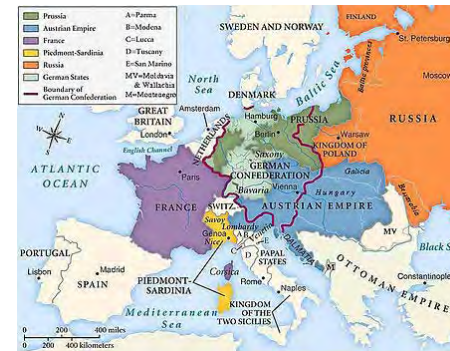 Prussia
Austrian Empire
France
Piedmont-Sardinia
Russia
German States
Boundary of
German Confederation
A=Parma
B=Modena
C=Lucca
D=Tuscany
E=San Marino
MV=Moldavia
& Wallachia
M=Montenegro
SWEDEN AND NORWAY
FINLAND
St. Petersburg
Baltic provinces
Moscow
North
Sea
Baltic Sea
DENMARK
GREAT
BRITAIN
London
Amsterdam
NETHERLANDS
Hamburg
Berlin
PRUSSIA
RUSSIA
English Channel
Saxony
Warsaw
KINGDOM OF
POLAND
ATLANTIC
OCEAN
Paris
GERMAN
CONFEDERATION
Galicia
Bavaria
Vienna
Hungary
Bessarabia
FRANCE
SWITZ.
AUSTRIAN EMPIRE
Savoy
Lombardy
Venetia
MV
Genoa
Nice
A
B
C
D
E
DALMATIA
Black S
PORTUGAL
Lisbon
Madrid
SPAIN
Corsica
PAPAL
STATES
Rome
M
OTTOMAN EMPIRE
Constantinople
PIEDMONT-
SARDINIA
Naples
KINGDOM
OF THE
TWO SICILIES
Mediterranean
Sea
0 200 400 miles
0 200 400 kilometers
N
E
S
W